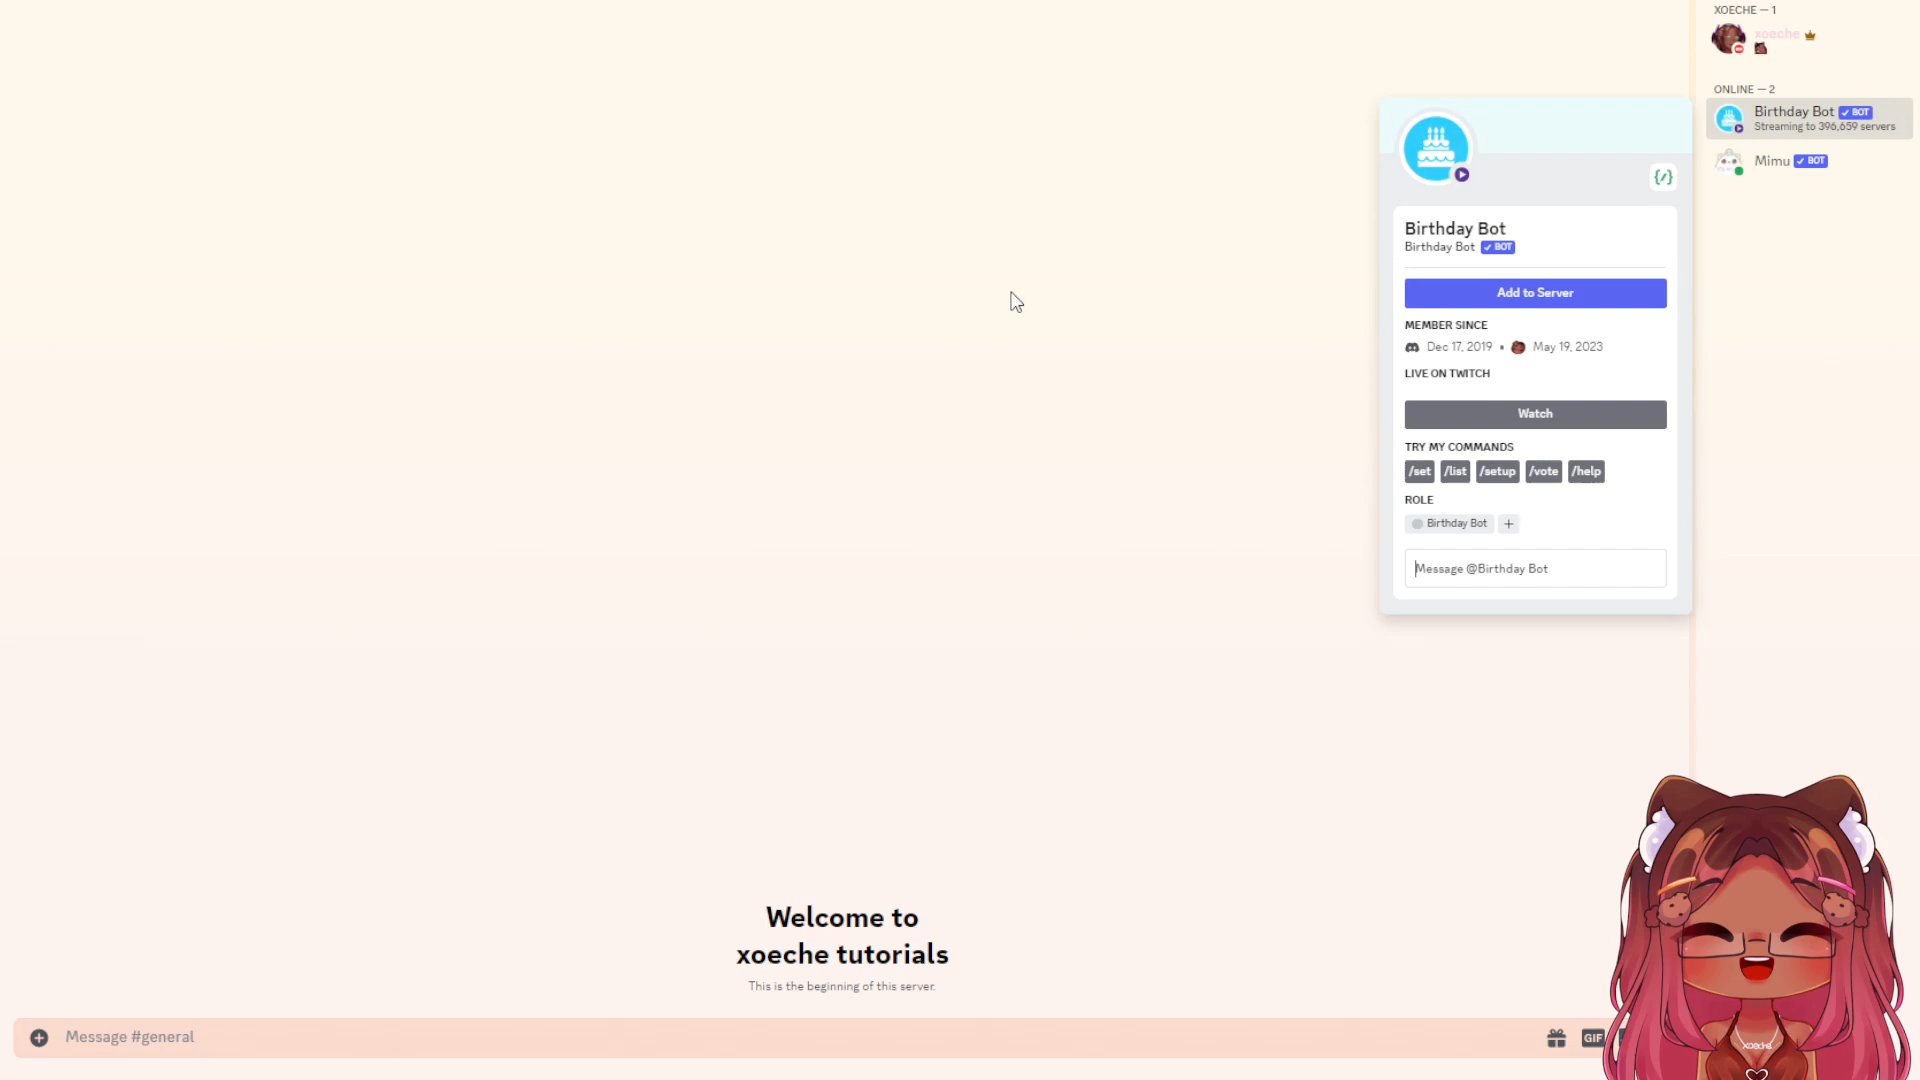 XOECHE — 1
xoeche
ONLINE — 2
Birthday Bot ✓ BOT
Streaming to 396,659 servers
Mimu ✓ BOT
Birthday Bot
Birthday Bot ✓ BOT
Add to Server
MEMBER SINCE
Dec 17, 2019 • May 19, 2023
LIVE ON TWITCH
Watch
TRY MY COMMANDS
/set /list /setup /vote /help
ROLE
Birthday Bot +
Message @Birthday Bot
Welcome to
xoeche tutorials
This is the beginning of this server.
Message #general
GIF
xoeche